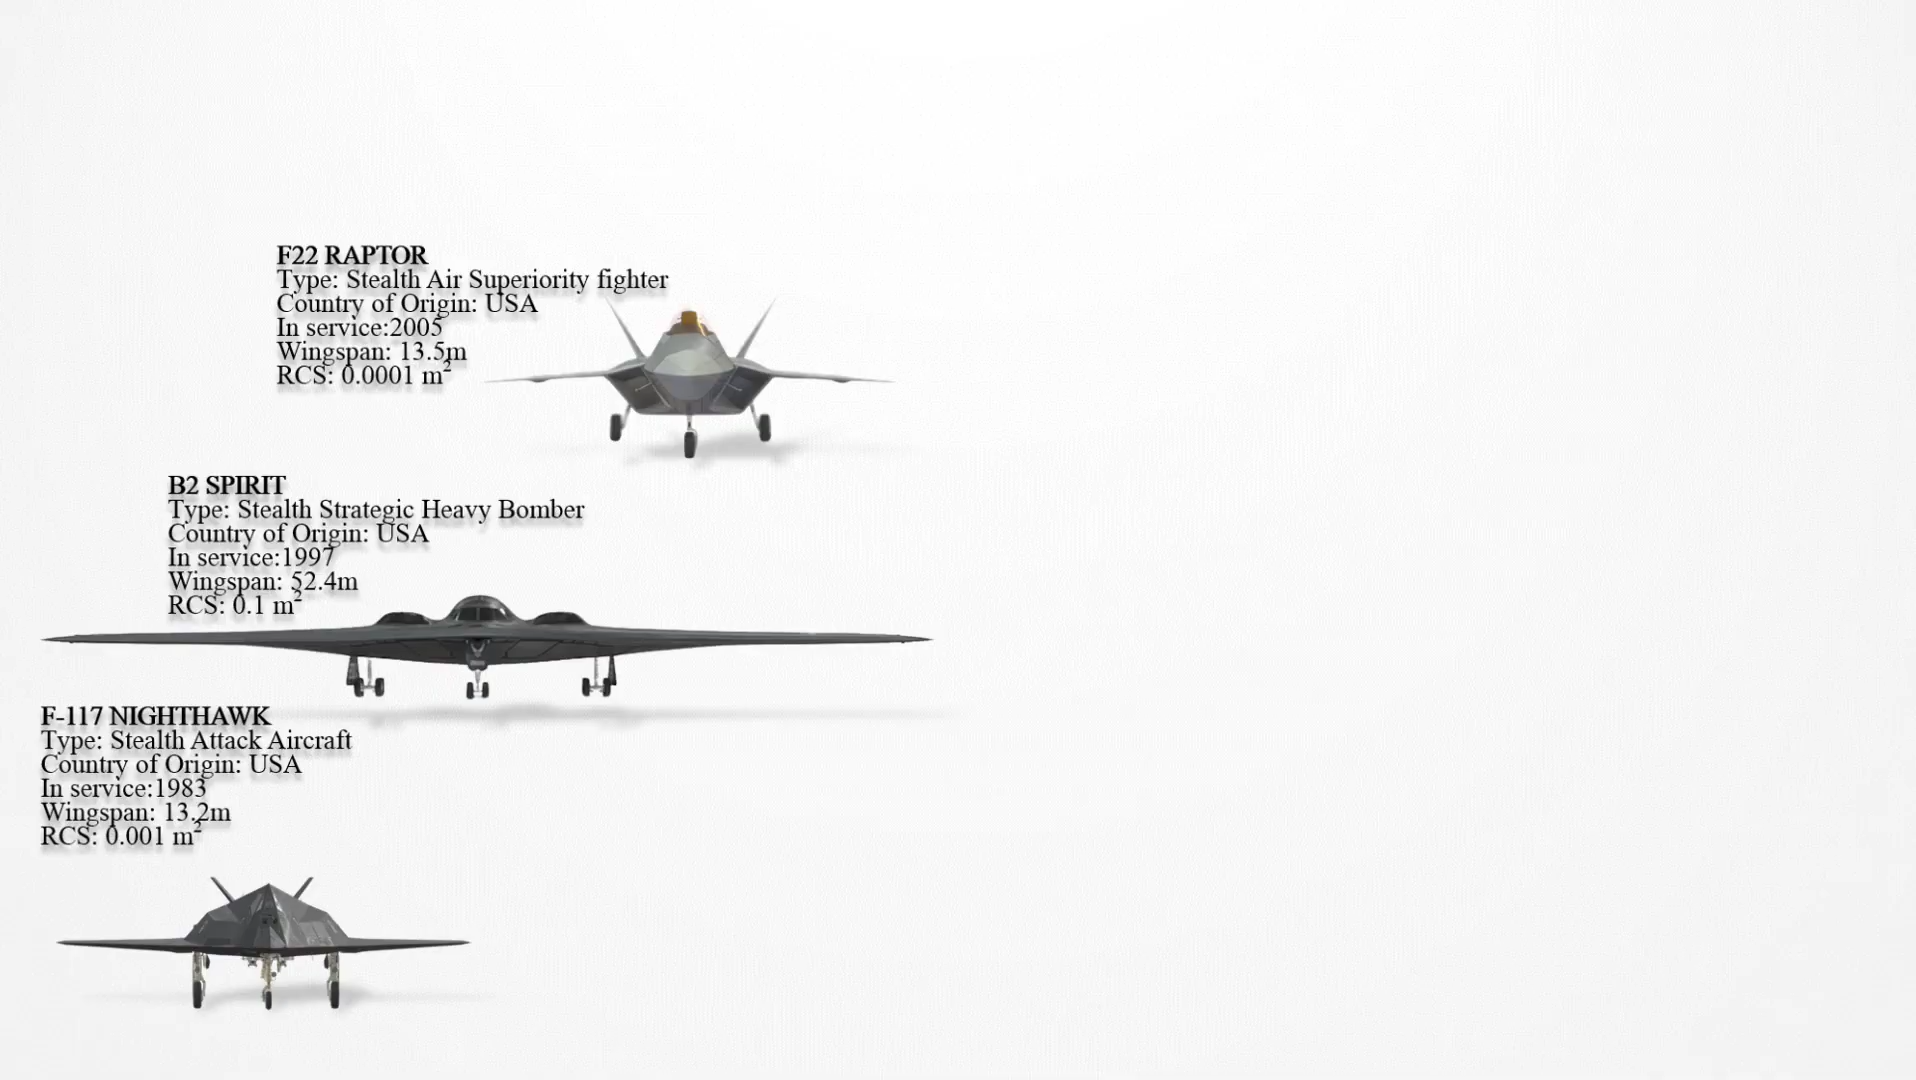 F22 RAPTOR
Type: Stealth Air Superiority fighter
Country of Origin: USA
In service:2005
Wingspan: 13.5m
RCS: 0.0001 m²
B2 SPIRIT
Type: Stealth Strategic Heavy Bomber
Country of Origin: USA
In service:1997
Wingspan: 52.4m
RCS: 0.1 m²
F-117 NIGHTHAWK
Type: Stealth Attack Aircraft
Country of Origin: USA
In service:1983
Wingspan: 13.2m
RCS: 0.001 m²